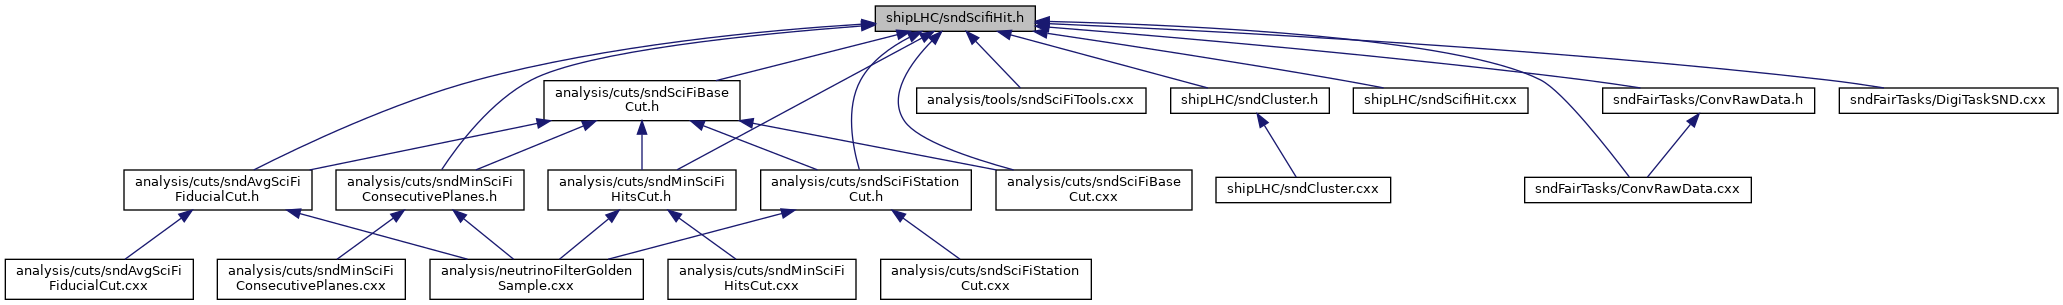 shipLHC/sndScifiHit.h
analysis/cuts/sndSciFiBase
Cut.h
analysis/tools/sndSciFiTools.cxx
shipLHC/sndCluster.h
shipLHC/sndScifiHit.cxx
sndFairTasks/ConvRawData.h
sndFairTasks/DigiTaskSND.cxx
analysis/cuts/sndAvgSciFi
FiducialCut.h
analysis/cuts/sndMinSciFi
ConsecutivePlanes.h
analysis/cuts/sndMinSciFi
HitsCut.h
analysis/cuts/sndSciFiStation
Cut.h
analysis/cuts/sndSciFiBase
Cut.cxx
shipLHC/sndCluster.cxx
sndFairTasks/ConvRawData.cxx
analysis/cuts/sndAvgSciFi
FiducialCut.cxx
analysis/cuts/sndMinSciFi
ConsecutivePlanes.cxx
analysis/neutrinoFilterGolden
Sample.cxx
analysis/cuts/sndMinSciFi
HitsCut.cxx
analysis/cuts/sndSciFiStation
Cut.cxx